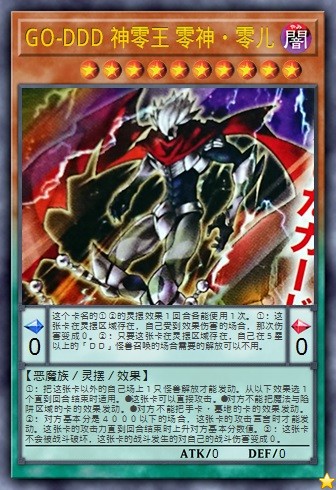 GO-DDD 神零王 零神・零儿
闇
这个卡名的①②的灵摆效果1回合各能使用1次。①：这
张卡在灵摆区域存在，自己受到效果伤害的场合，那次伤
害变成0。②：只要这张卡在灵摆区域存在，自己在5星
以上的「DD」怪兽召唤的场合需要的解放可以不用。
0
0
【恶魔族／灵摆／效果】
①：把这张卡以外的自己场上1只怪兽解放才能发动。从以下效果选1
个直到回合结束时适用。●这张卡可以直接攻击。●对方不能把魔法与陷
阱区域的卡的效果发动。●对方不能把手卡・墓地的卡的效果发动。
②：对方基本分是4000以下的场合，这张卡的攻击宣言时才能发
动。这张卡的攻击力直到回合结束时上升对方基本分数值。③：这张卡
不会被战斗破坏，这张卡的战斗发生的对自己的战斗伤害变成0。
ATK/0 DEF/0